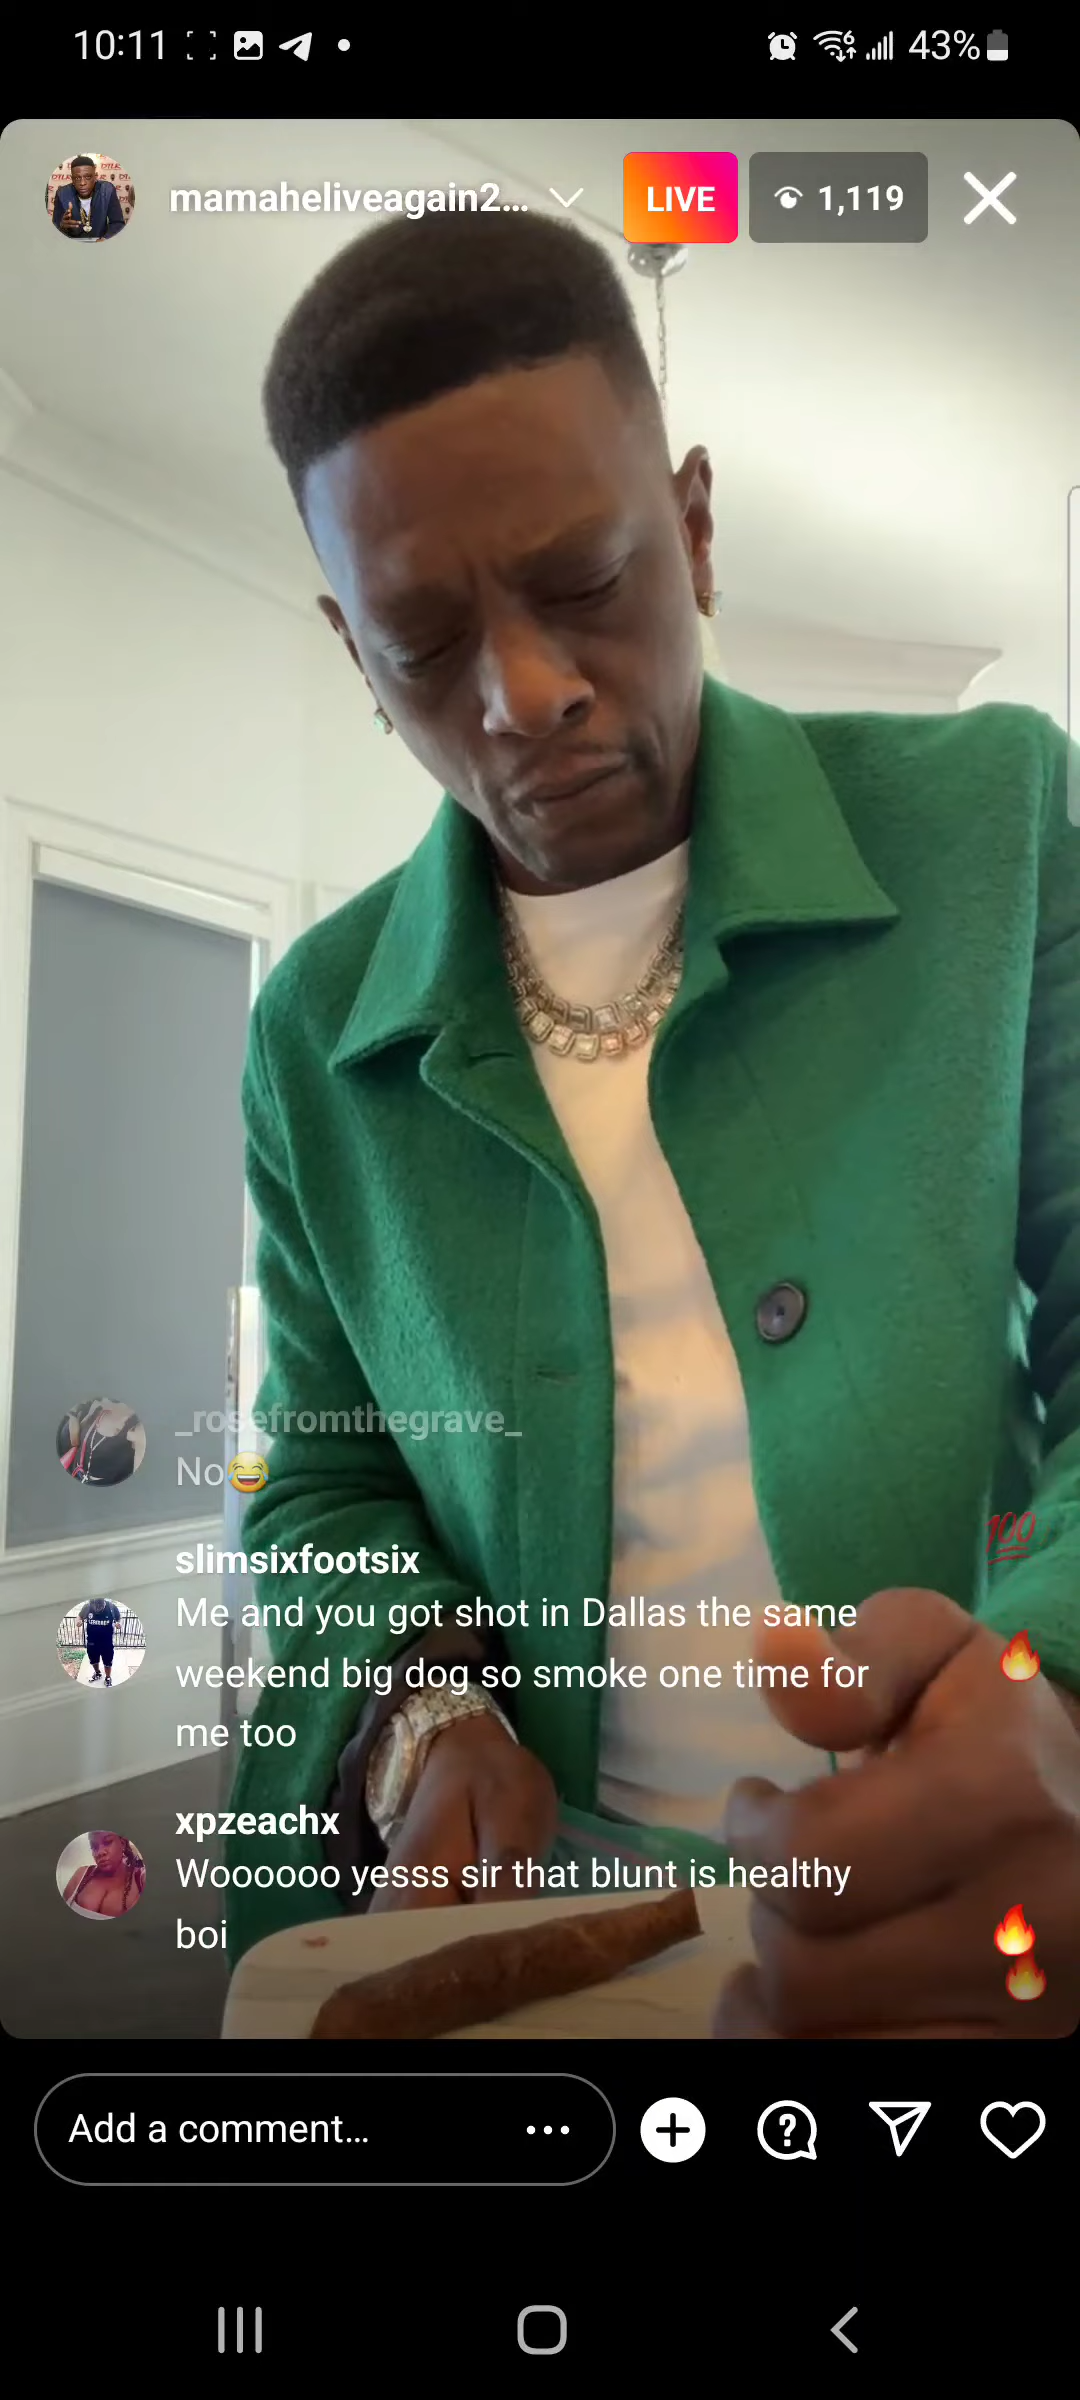 10:11
43%
mamaheliveagain2...
LIVE
1,119
_rosefromthegrave_
No😂
slimsixfootsix
Me and you got shot in Dallas the same
weekend big dog so smoke one time for
me too
xpzeachx
Woooooo yesss sir that blunt is healthy
boi
Add a comment...